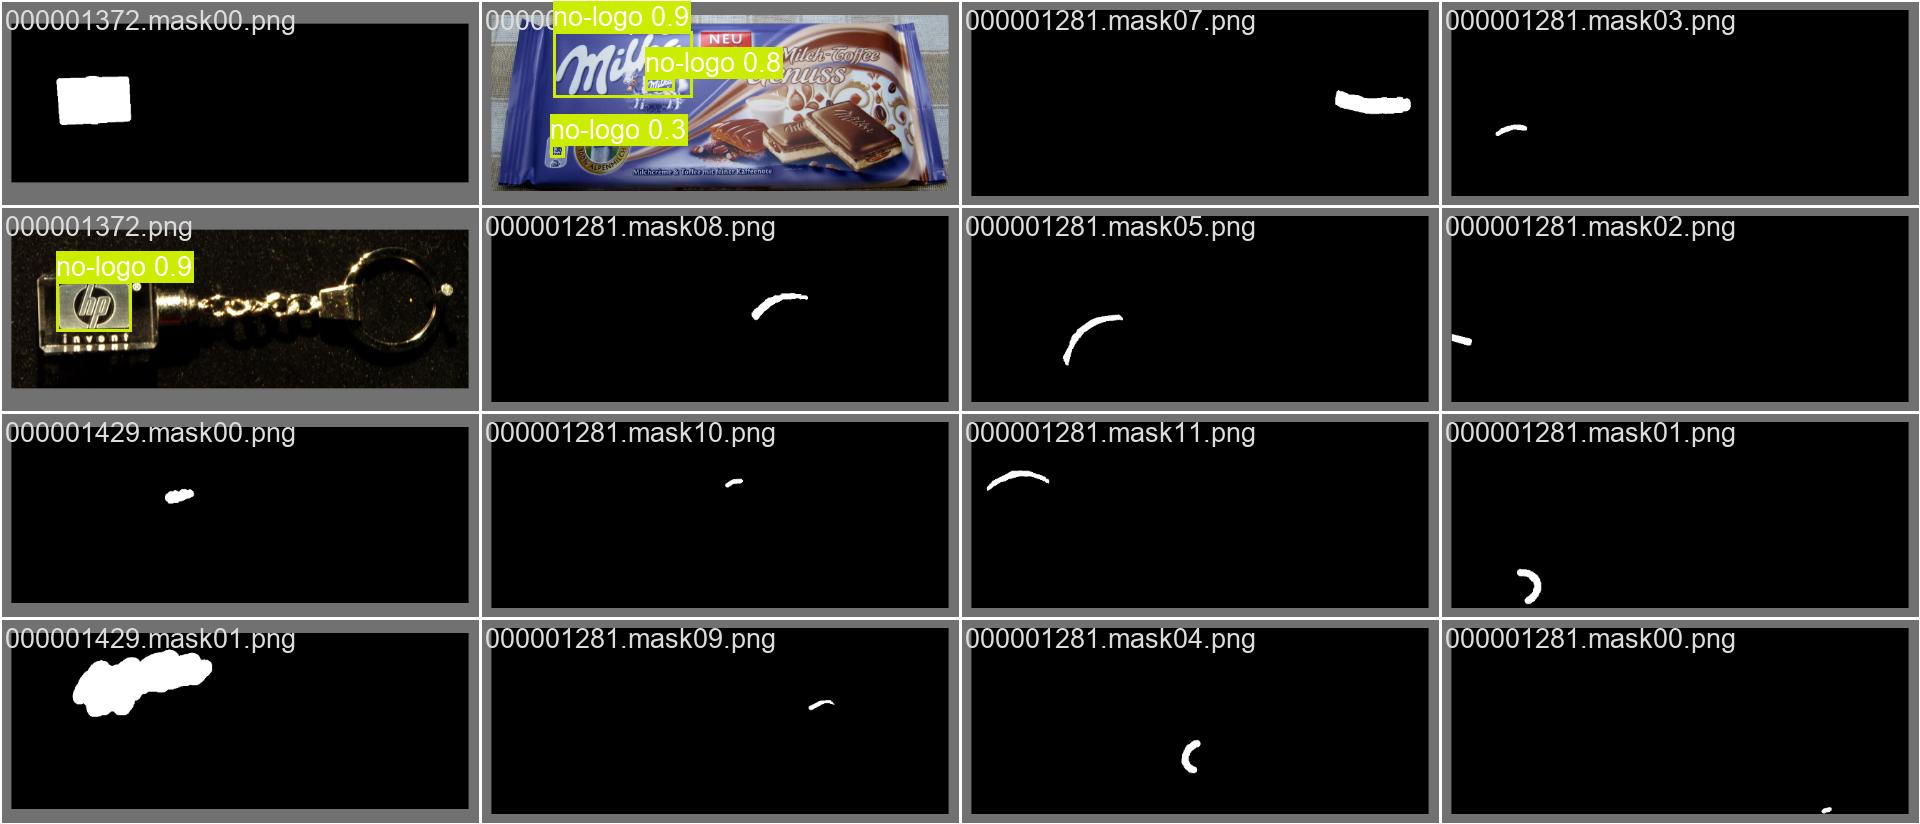 000001372.mask00.png
no-logo 0.9
no-logo 0.8
no-logo 0.3
NEU
Milch-Toffee
Genuss
100% ALPENMILCH
Milchcreme & Toffee mit feiner Kaffeenote
000001281.mask07.png
000001281.mask03.png
000001372.png
no-logo 0.9
hp
invent
000001281.mask08.png
000001281.mask05.png
000001281.mask02.png
000001429.mask00.png
000001281.mask10.png
000001281.mask11.png
000001281.mask01.png
000001429.mask01.png
000001281.mask09.png
000001281.mask04.png
000001281.mask00.png